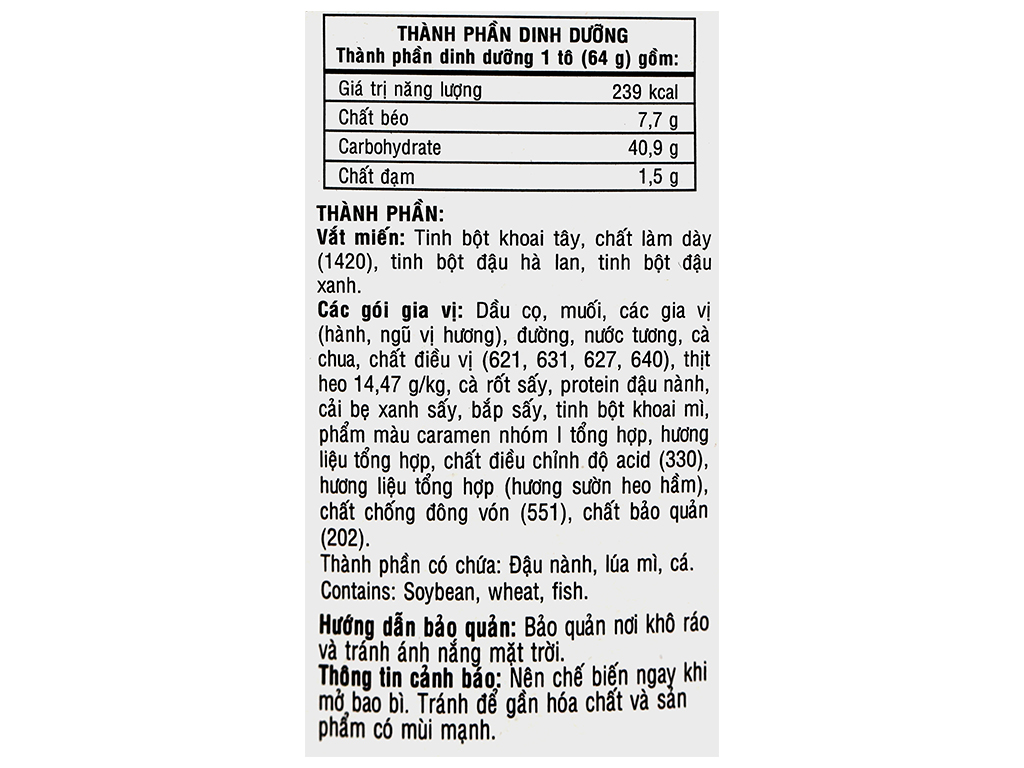 THÀNH PHẦN DINH DƯỠNG
Thành phần dinh dưỡng 1 tô (64 g) gồm:
Giá trị năng lượng 239 kcal
Chất béo 7,7 g
Carbohydrate 40,9 g
Chất đạm 1,5 g
THÀNH PHẦN:
Vắt miến: Tinh bột khoai tây, chất làm dày
(1420), tinh bột đậu hà lan, tinh bột đậu
xanh.
Các gói gia vị: Dầu cọ, muối, các gia vị
(hành, ngũ vị hương), đường, nước tương, cà
chua, chất điều vị (621, 631, 627, 640), thịt
heo 14,47 g/kg, cà rốt sấy, protein đậu nành,
cải bẹ xanh sấy, bắp sấy, tinh bột khoai mì,
phẩm màu caramen nhóm I tổng hợp, hương
liệu tổng hợp, chất điều chỉnh độ acid (330),
hương liệu tổng hợp (hương sườn heo hầm),
chất chống đông vón (551), chất bảo quản
(202).
Thành phần có chứa: Đậu nành, lúa mì, cá.
Contains: Soybean, wheat, fish.
Hướng dẫn bảo quản: Bảo quản nơi khô ráo
và tránh ánh nắng mặt trời.
Thông tin cảnh báo: Nên chế biến ngay khi
mở bao bì. Tránh để gần hóa chất và sản
phẩm có mùi mạnh.